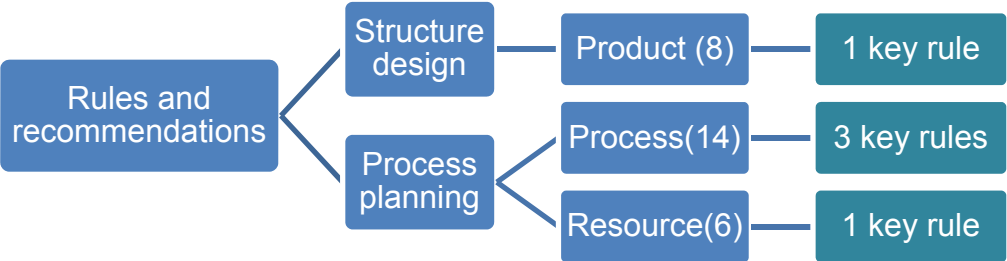 Rules and
recommendations
Structure
design
Process
planning
Product (8)
Process(14)
Resource(6)
1 key rule
3 key rules
1 key rule